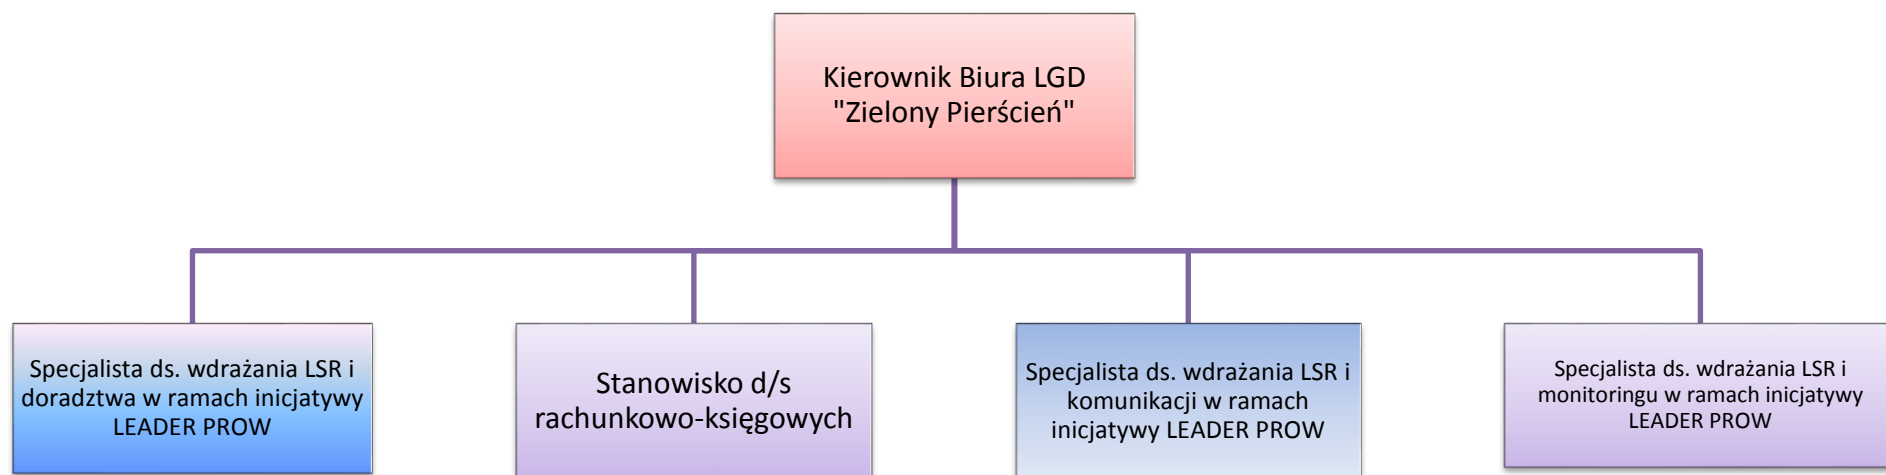 Kierownik Biura LGD
"Zielony Pierścień"
Specjalista ds. wdrażania LSR i
doradztwa w ramach inicjatywy
LEADER PROW
Stanowisko d/s
rachunkowo-księgowych
Specjalista ds. wdrażania LSR i
komunikacji w ramach
inicjatywy LEADER PROW
Specjalista ds. wdrażania LSR i
monitoringu w ramach inicjatywy
LEADER PROW